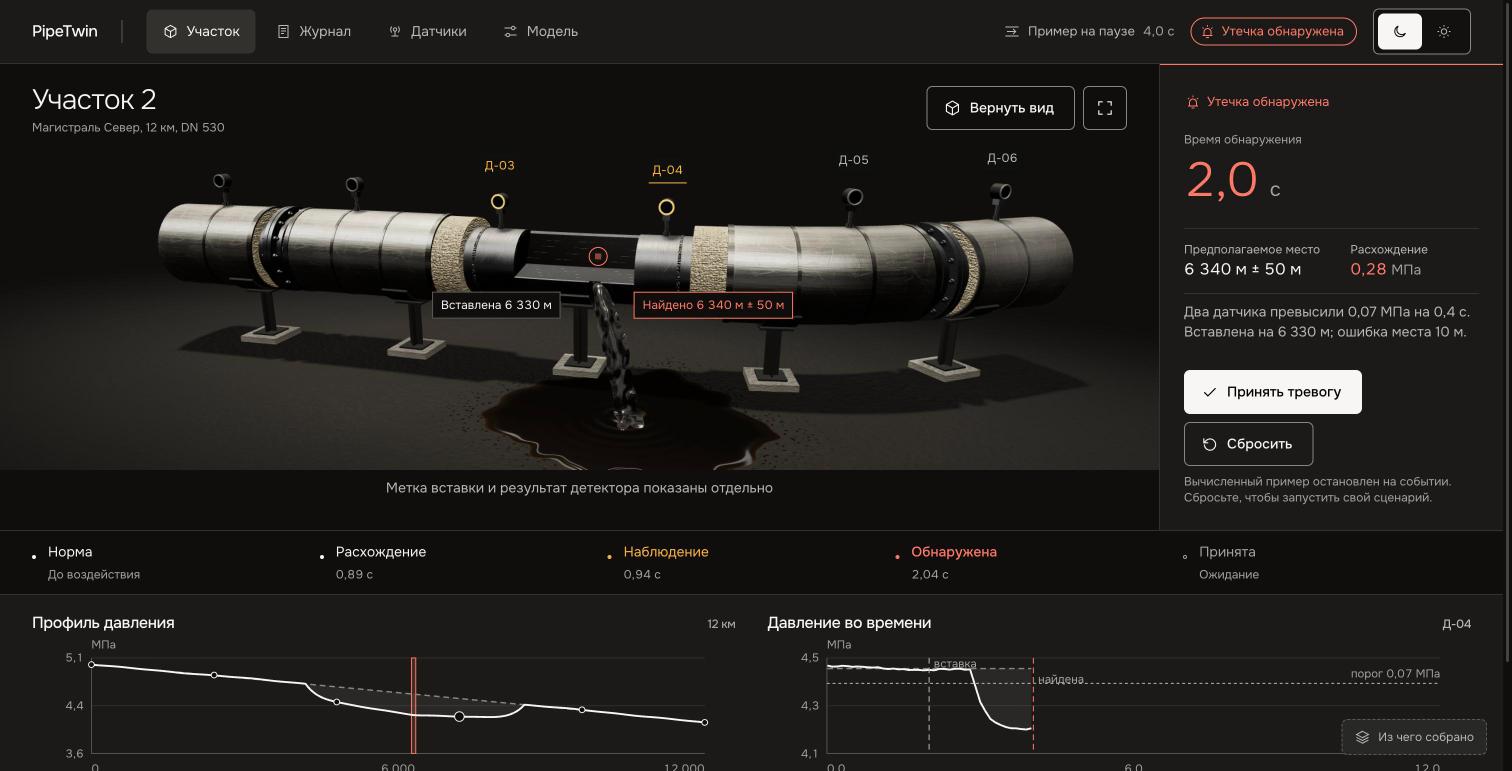 PipeTwin
Участок
Журнал
Датчики
Модель
Пример на паузе 4,0 с
Утечка обнаружена
Участок 2
Магистраль Север, 12 км, DN 530
Вернуть вид
Д-03
Д-04
Д-05
Д-06
Вставлена 6 330 м
Найдено 6 340 м ± 50 м
Метка вставки и результат детектора показаны отдельно
Утечка обнаружена
Время обнаружения
2,0 с
Предполагаемое место
6 340 м ± 50 м
Расхождение
0,28 МПа
Два датчика превысили 0,07 МПа на 0,4 с.
Вставлена на 6 330 м; ошибка места 10 м.
Принять тревогу
Сбросить
Вычисленный пример остановлен на событии.
Сбросьте, чтобы запустить свой сценарий.
Норма
До воздействия
Расхождение
0,89 с
Наблюдение
0,94 с
Обнаружена
2,04 с
Принята
Ожидание
Профиль давления
12 км
МПа
5,1
4,4
3,6
0
6 000
12 000
Давление во времени
Д-04
МПа
4,5
4,3
4,1
вставка
найдена
порог 0,07 МПа
0,0
6,0
12,0
Из чего собрано